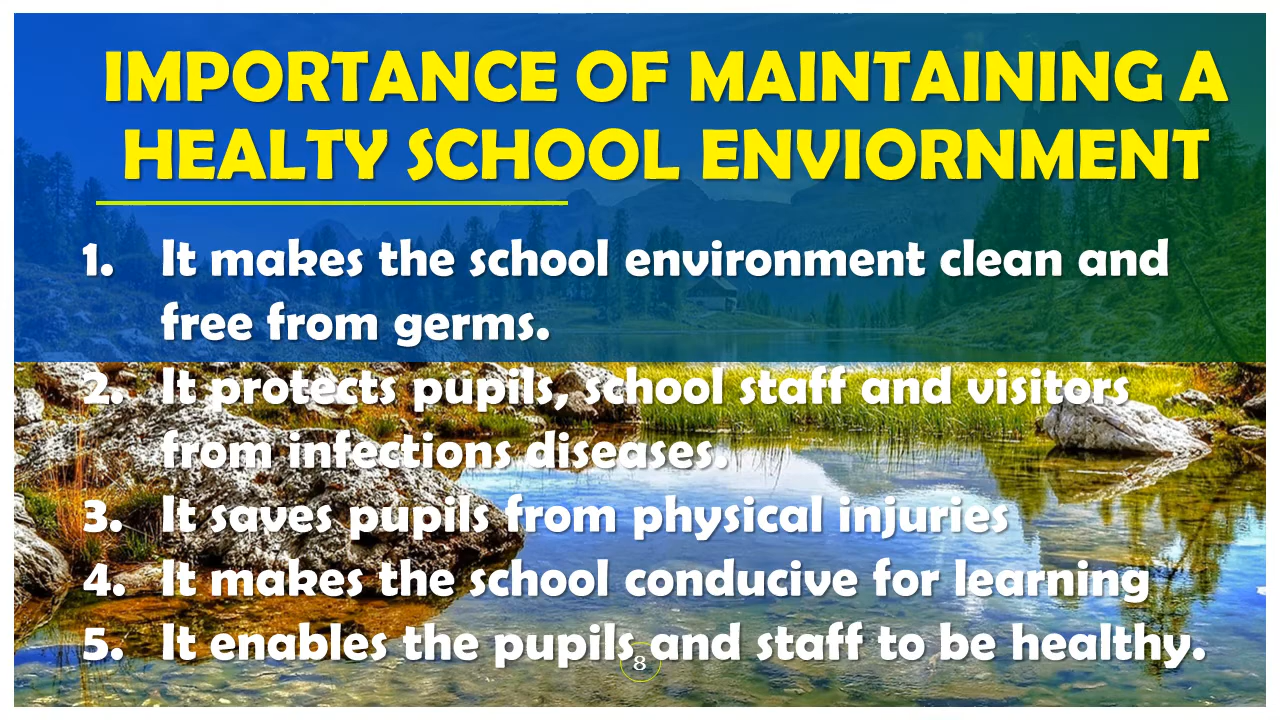 IMPORTANCE OF MAINTAINING A
HEALTY SCHOOL ENVIORNMENT
1. It makes the school environment clean and
free from germs.
2. It protects pupils, school staff and visitors
from infections diseases.
3. It saves pupils from physical injuries
4. It makes the school conducive for learning
5. It enables the pupils and staff to be healthy.
8